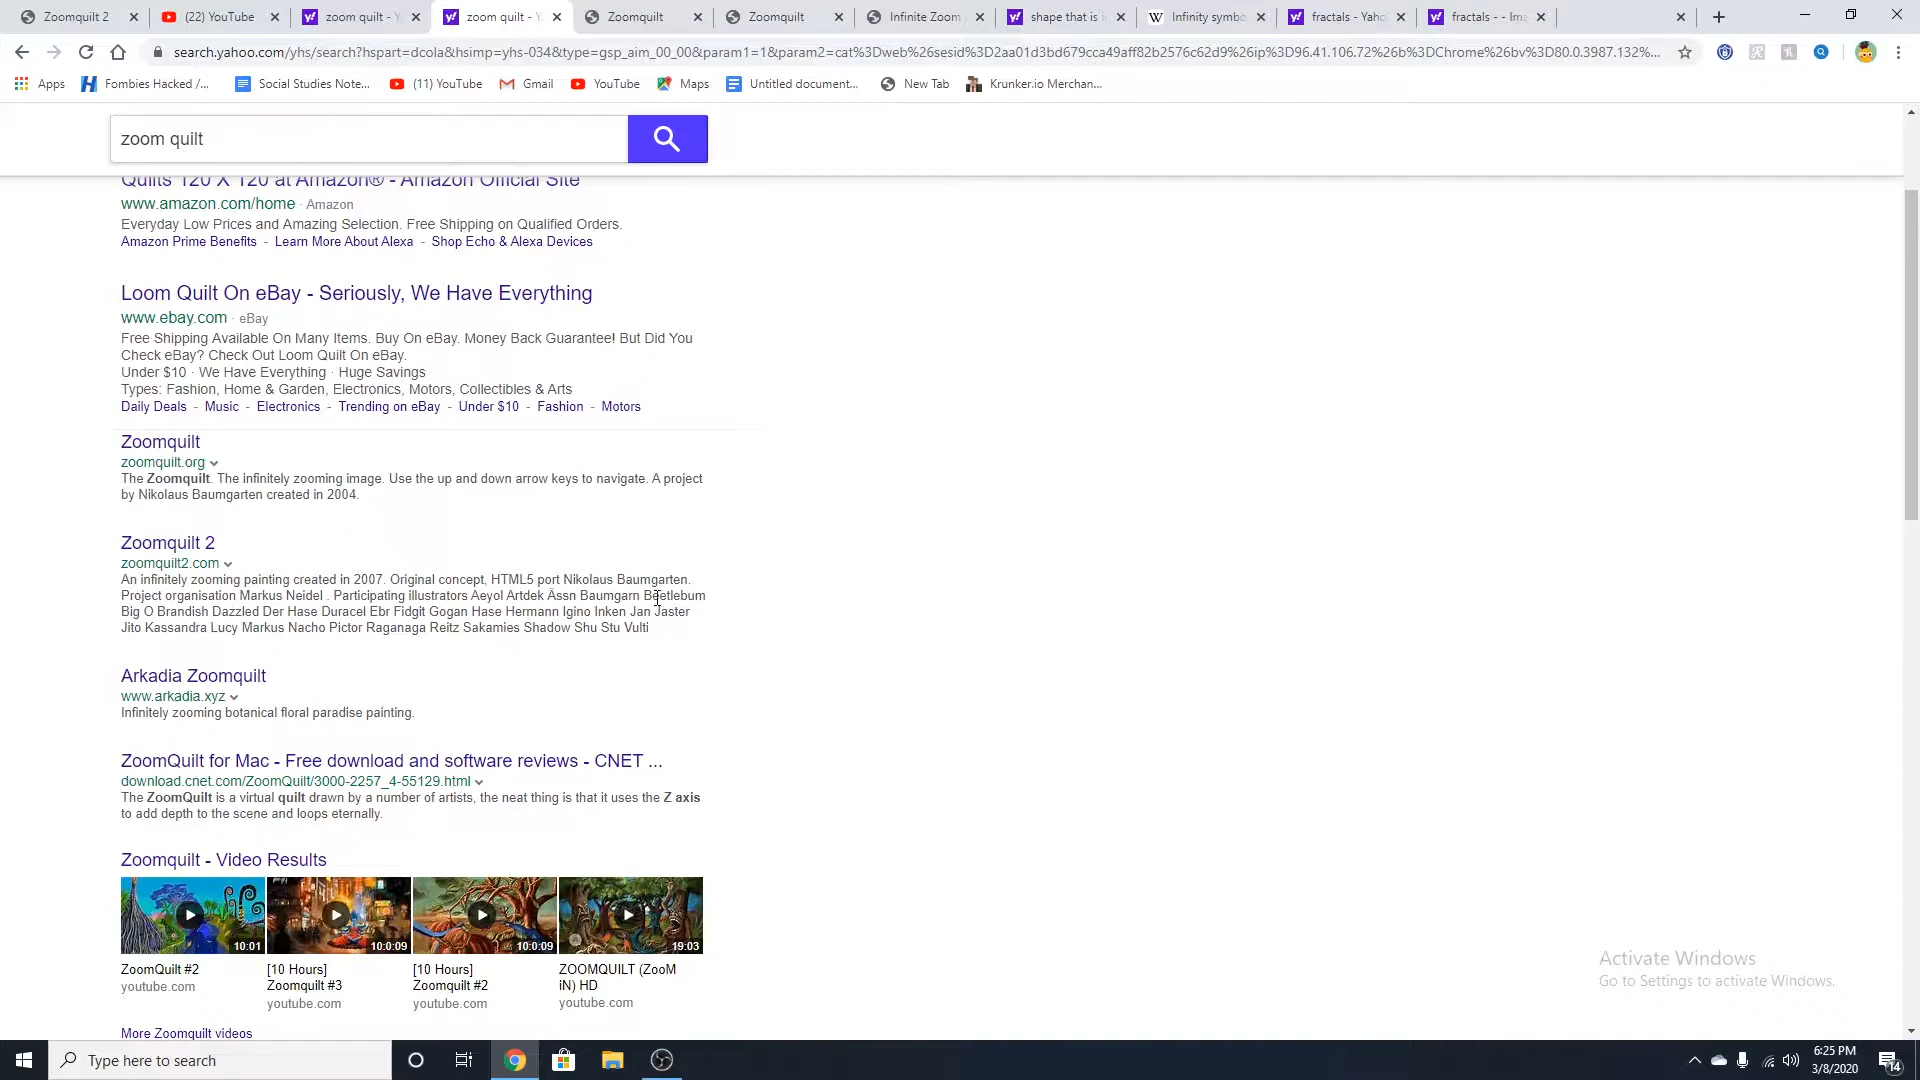 Zoomquilt 2
(22) YouTube
zoom quilt - Y
zoom quilt - Y
Zoomquilt
Zoomquilt
Infinite Zoom
shape that is i
Infinity symbo
fractals - Yaho
fractals - - Ima
search.yahoo.com/yhs/search?hspart=dcola&hsimp=yhs-034&type=gsp_aim_00_00&param1=1&param2=cat%3Dweb%26sesid%3D2aa01d3bd679cca49aff82b2576c62d9%26ip%3D96.41.106.72%26b%3DChrome%26bv%3D80.0.3987.132%...
Apps
Fombies Hacked /...
Social Studies Note...
(11) YouTube
Gmail
YouTube
Maps
Untitled document...
New Tab
Krunker.io Merchan...
zoom quilt
Quilts 120 X 120 at Amazon® - Amazon Official Site
www.amazon.com/home · Amazon
Everyday Low Prices and Amazing Selection. Free Shipping on Qualified Orders.
Amazon Prime Benefits - Learn More About Alexa - Shop Echo & Alexa Devices
Loom Quilt On eBay - Seriously, We Have Everything
www.ebay.com · eBay
Free Shipping Available On Many Items. Buy On eBay. Money Back Guarantee! But Did You
Check eBay? Check Out Loom Quilt On eBay.
Under $10 · We Have Everything · Huge Savings
Types: Fashion, Home & Garden, Electronics, Motors, Collectibles & Arts
Daily Deals - Music - Electronics - Trending on eBay - Under $10 - Fashion - Motors
Zoomquilt
zoomquilt.org
The Zoomquilt. The infinitely zooming image. Use the up and down arrow keys to navigate. A project
by Nikolaus Baumgarten created in 2004.
Zoomquilt 2
zoomquilt2.com
An infinitely zooming painting created in 2007. Original concept, HTML5 port Nikolaus Baumgarten.
Project organisation Markus Neidel . Participating illustrators Aeyol Artdek Ässn Baumgarn Beetlebum
Big O Brandish Dazzled Der Hase Duracel Ebr Fidgit Gogan Hase Hermann Igino Inken Jan Jaster
Jito Kassandra Lucy Markus Nacho Pictor Raganaga Reitz Sakamies Shadow Shu Stu Vulti
Arkadia Zoomquilt
www.arkadia.xyz
Infinitely zooming botanical floral paradise painting.
ZoomQuilt for Mac - Free download and software reviews - CNET ...
download.cnet.com/ZoomQuilt/3000-2257_4-55129.html
The ZoomQuilt is a virtual quilt drawn by a number of artists, the neat thing is that it uses the Z axis
to add depth to the scene and loops eternally.
Zoomquilt - Video Results
10:01
10:0:09
10:0:09
19:03
ZoomQuilt #2
youtube.com
[10 Hours]
Zoomquilt #3
youtube.com
[10 Hours]
Zoomquilt #2
youtube.com
ZOOMQUILT (ZooM
iN) HD
youtube.com
More Zoomquilt videos
Activate Windows
Go to Settings to activate Windows.
Type here to search
6:25 PM
3/8/2020
14